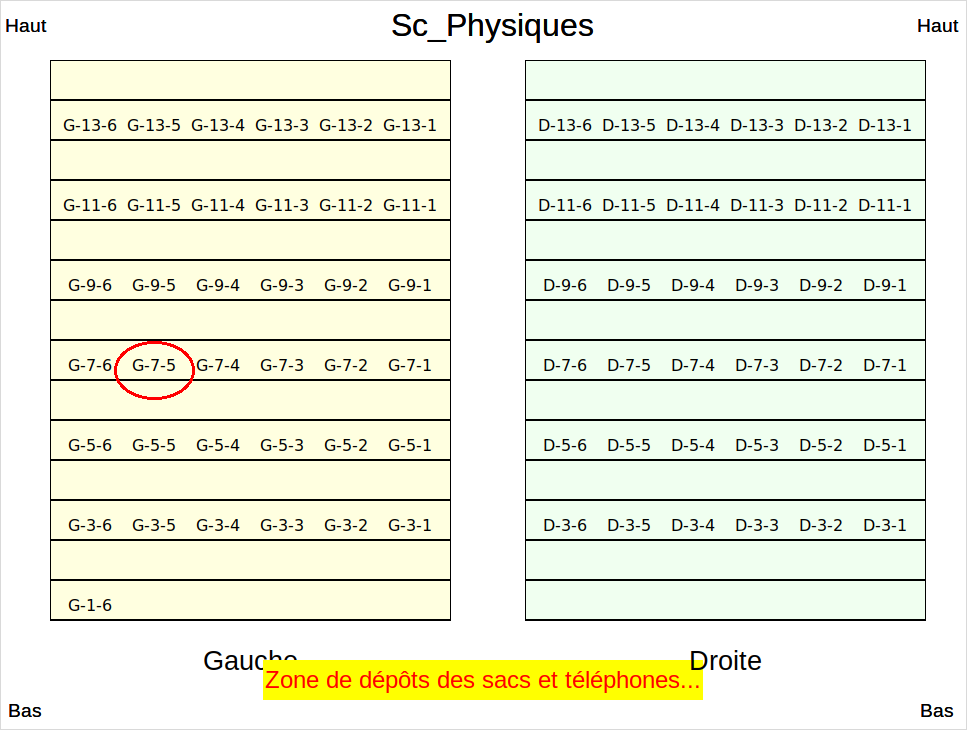 Haut Sc_Physiques Haut
G-13-6 G-13-5 G-13-4 G-13-3 G-13-2 G-13-1 D-13-6 D-13-5 D-13-4 D-13-3 D-13-2 D-13-1
G-11-6 G-11-5 G-11-4 G-11-3 G-11-2 G-11-1 D-11-6 D-11-5 D-11-4 D-11-3 D-11-2 D-11-1
G-9-6 G-9-5 G-9-4 G-9-3 G-9-2 G-9-1 D-9-6 D-9-5 D-9-4 D-9-3 D-9-2 D-9-1
G-7-6 G-7-5 G-7-4 G-7-3 G-7-2 G-7-1 D-7-6 D-7-5 D-7-4 D-7-3 D-7-2 D-7-1
G-5-6 G-5-5 G-5-4 G-5-3 G-5-2 G-5-1 D-5-6 D-5-5 D-5-4 D-5-3 D-5-2 D-5-1
G-3-6 G-3-5 G-3-4 G-3-3 G-3-2 G-3-1 D-3-6 D-3-5 D-3-4 D-3-3 D-3-2 D-3-1
G-1-6
Gauche Droite
Zone de dépôts des sacs et téléphones...
Bas Bas